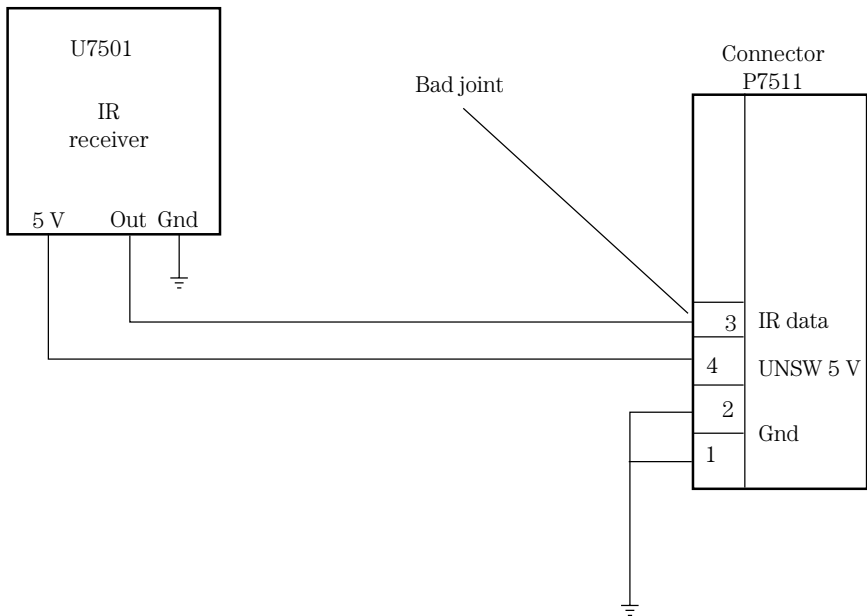 U7501
IR
receiver
5 V Out Gnd
Bad joint
Connector
P7511
3 IR data
4 UNSW 5 V
2
Gnd
1